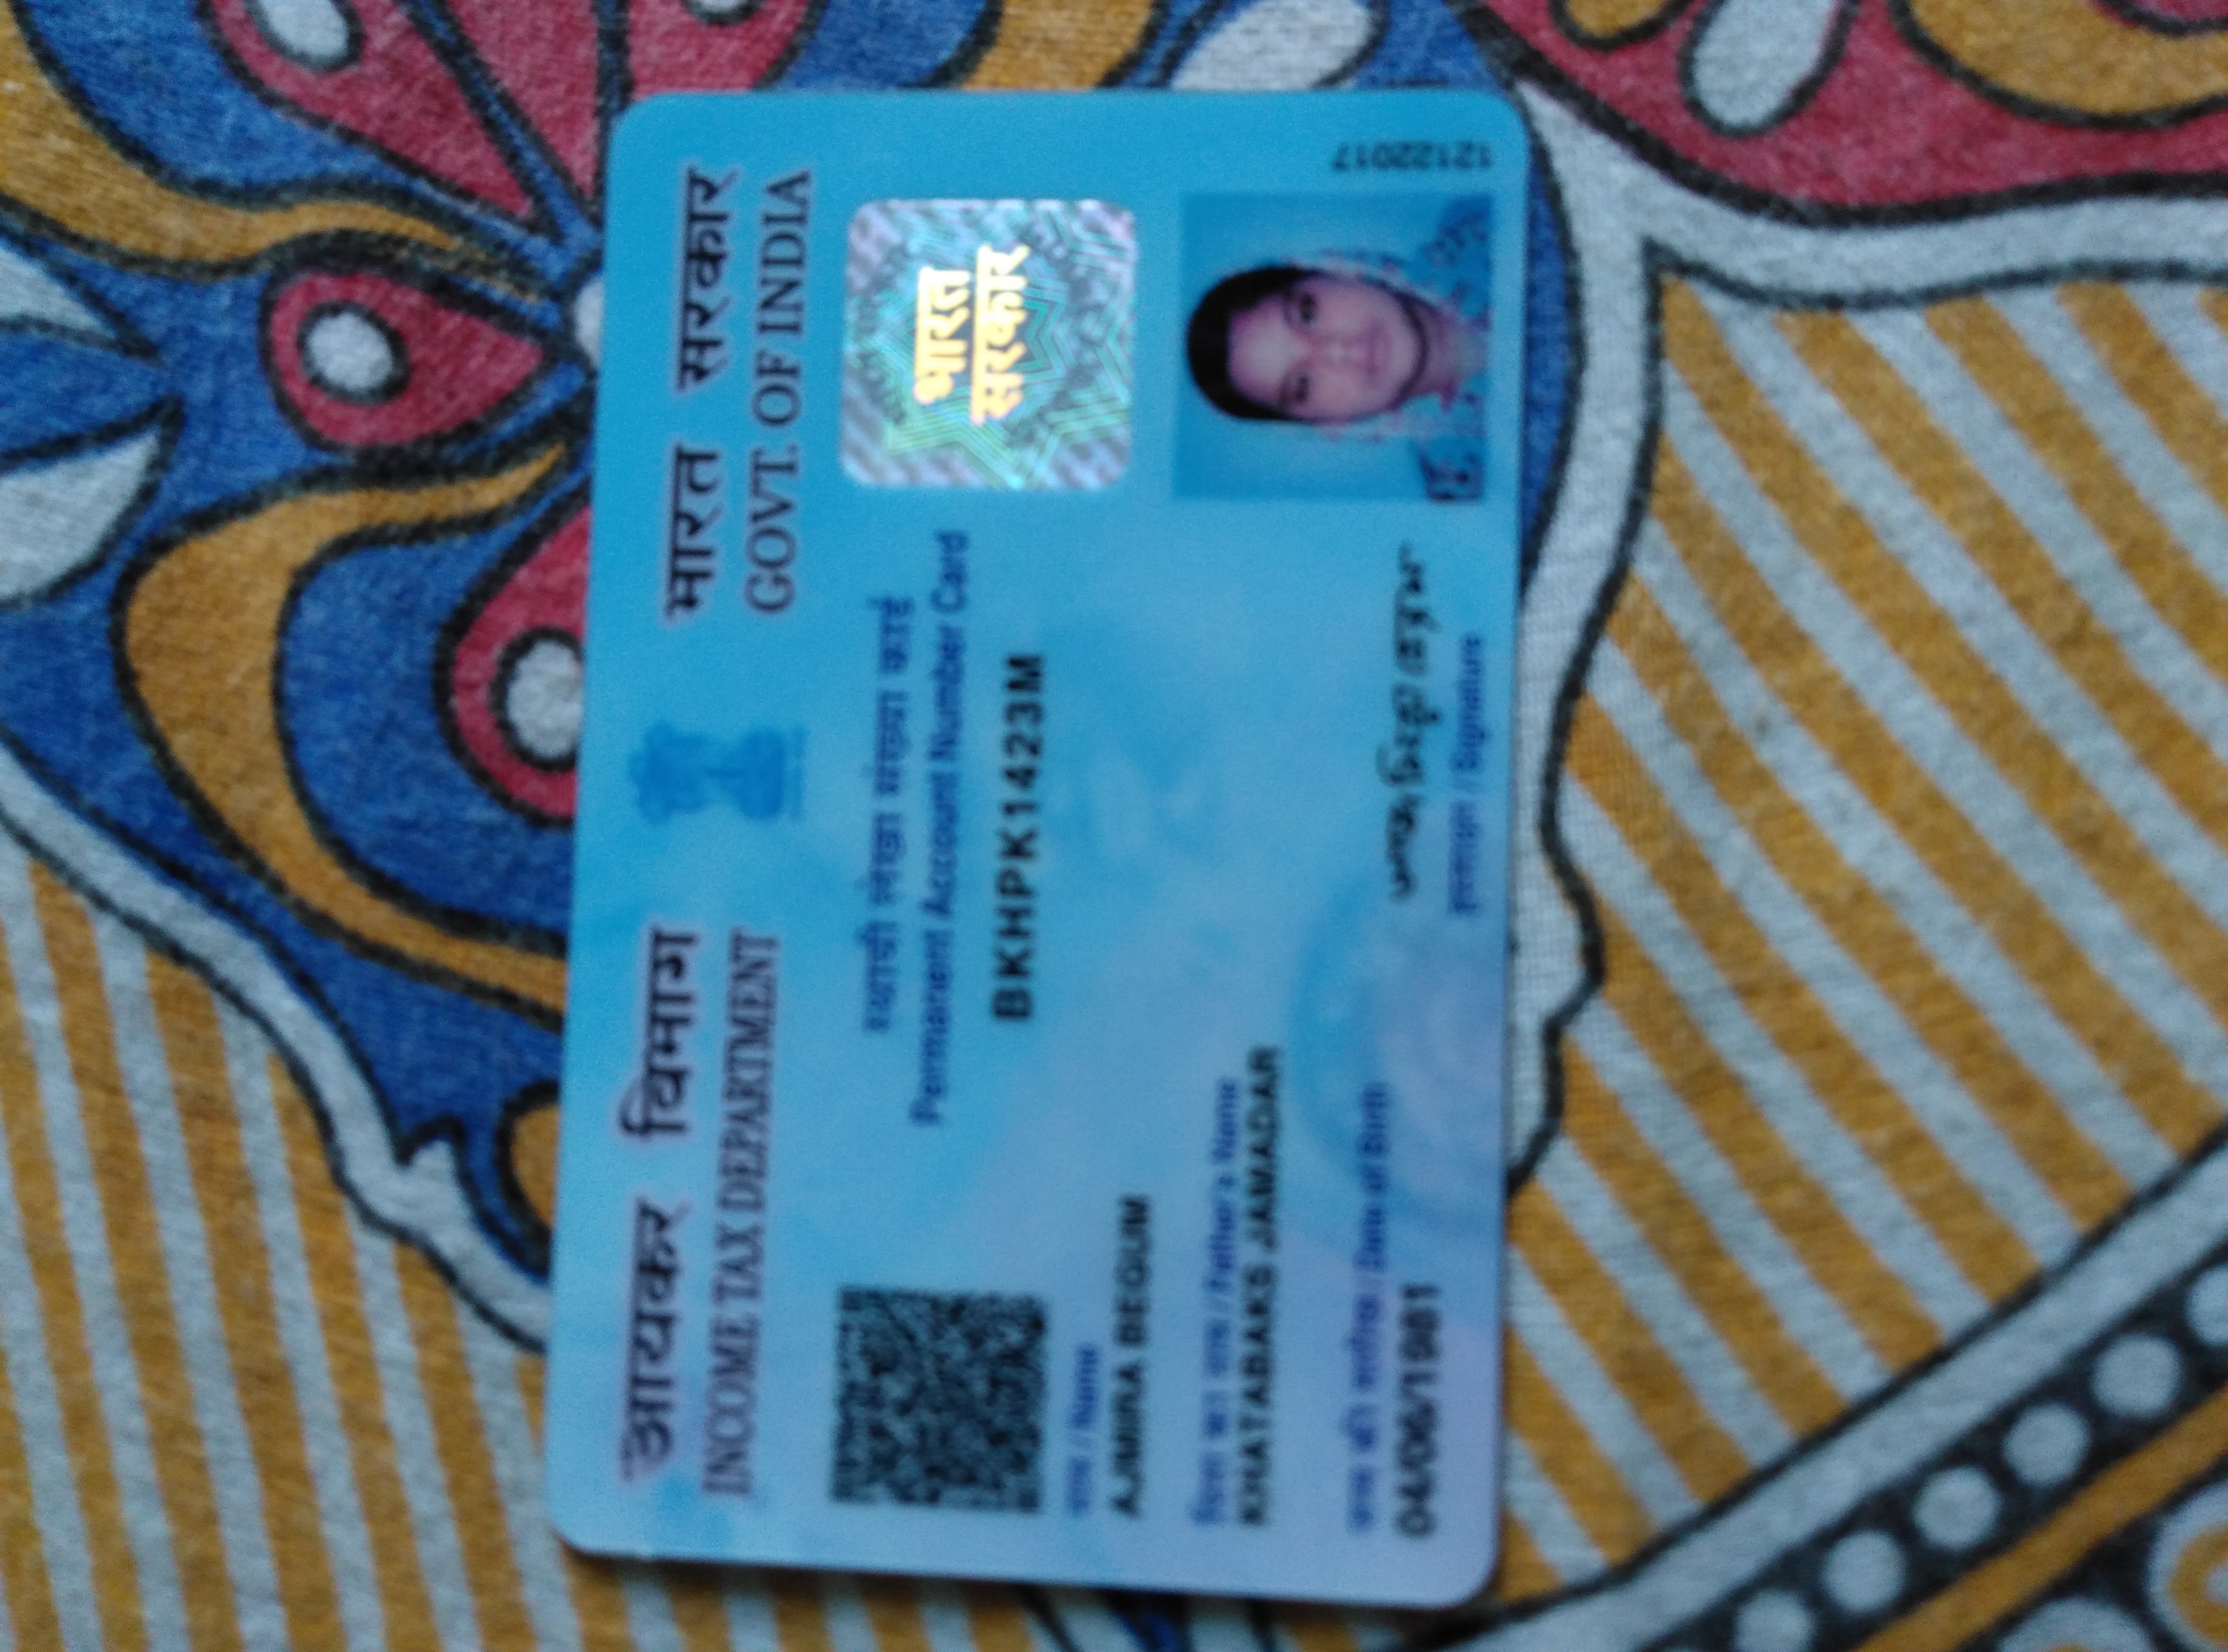 आयकर विभाग
INCOME TAX DEPARTMENT
भारत सरकार
GOVT. OF INDIA
स्थायी लेखा संख्या कार्ड
Permanent Account Number Card
BKHPK1423M
भारत
सरकार
नाम / Name
AJMIRA BEGUM
पिता का नाम / Father's Name
KHATABAKS JAMADAR
जन्म की तारीख / Date of Birth
04/06/1981
हस्ताक्षर / Signature
12122017